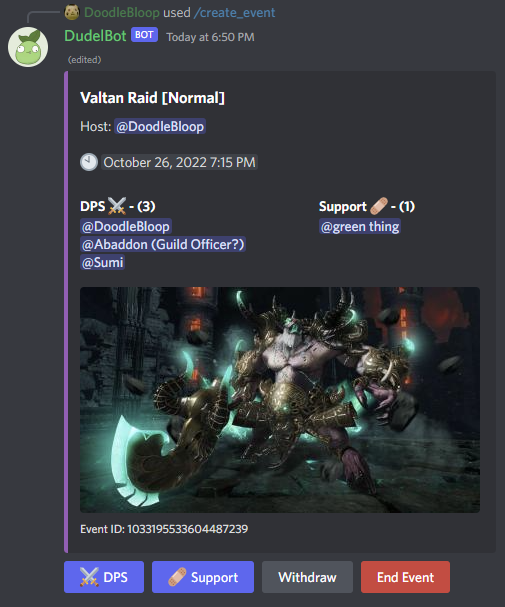 DoodleBloop used /create_event
DudelBot BOT Today at 6:50 PM
(edited)
Valtan Raid [Normal]
Host: @DoodleBloop
October 26, 2022 7:15 PM
DPS ⚔️ - (3)
@DoodleBloop
@Abaddon (Guild Officer?)
@Sumi
Support 🩹 - (1)
@green thing
Event ID: 1033195533604487239
⚔️ DPS 🩹 Support Withdraw End Event